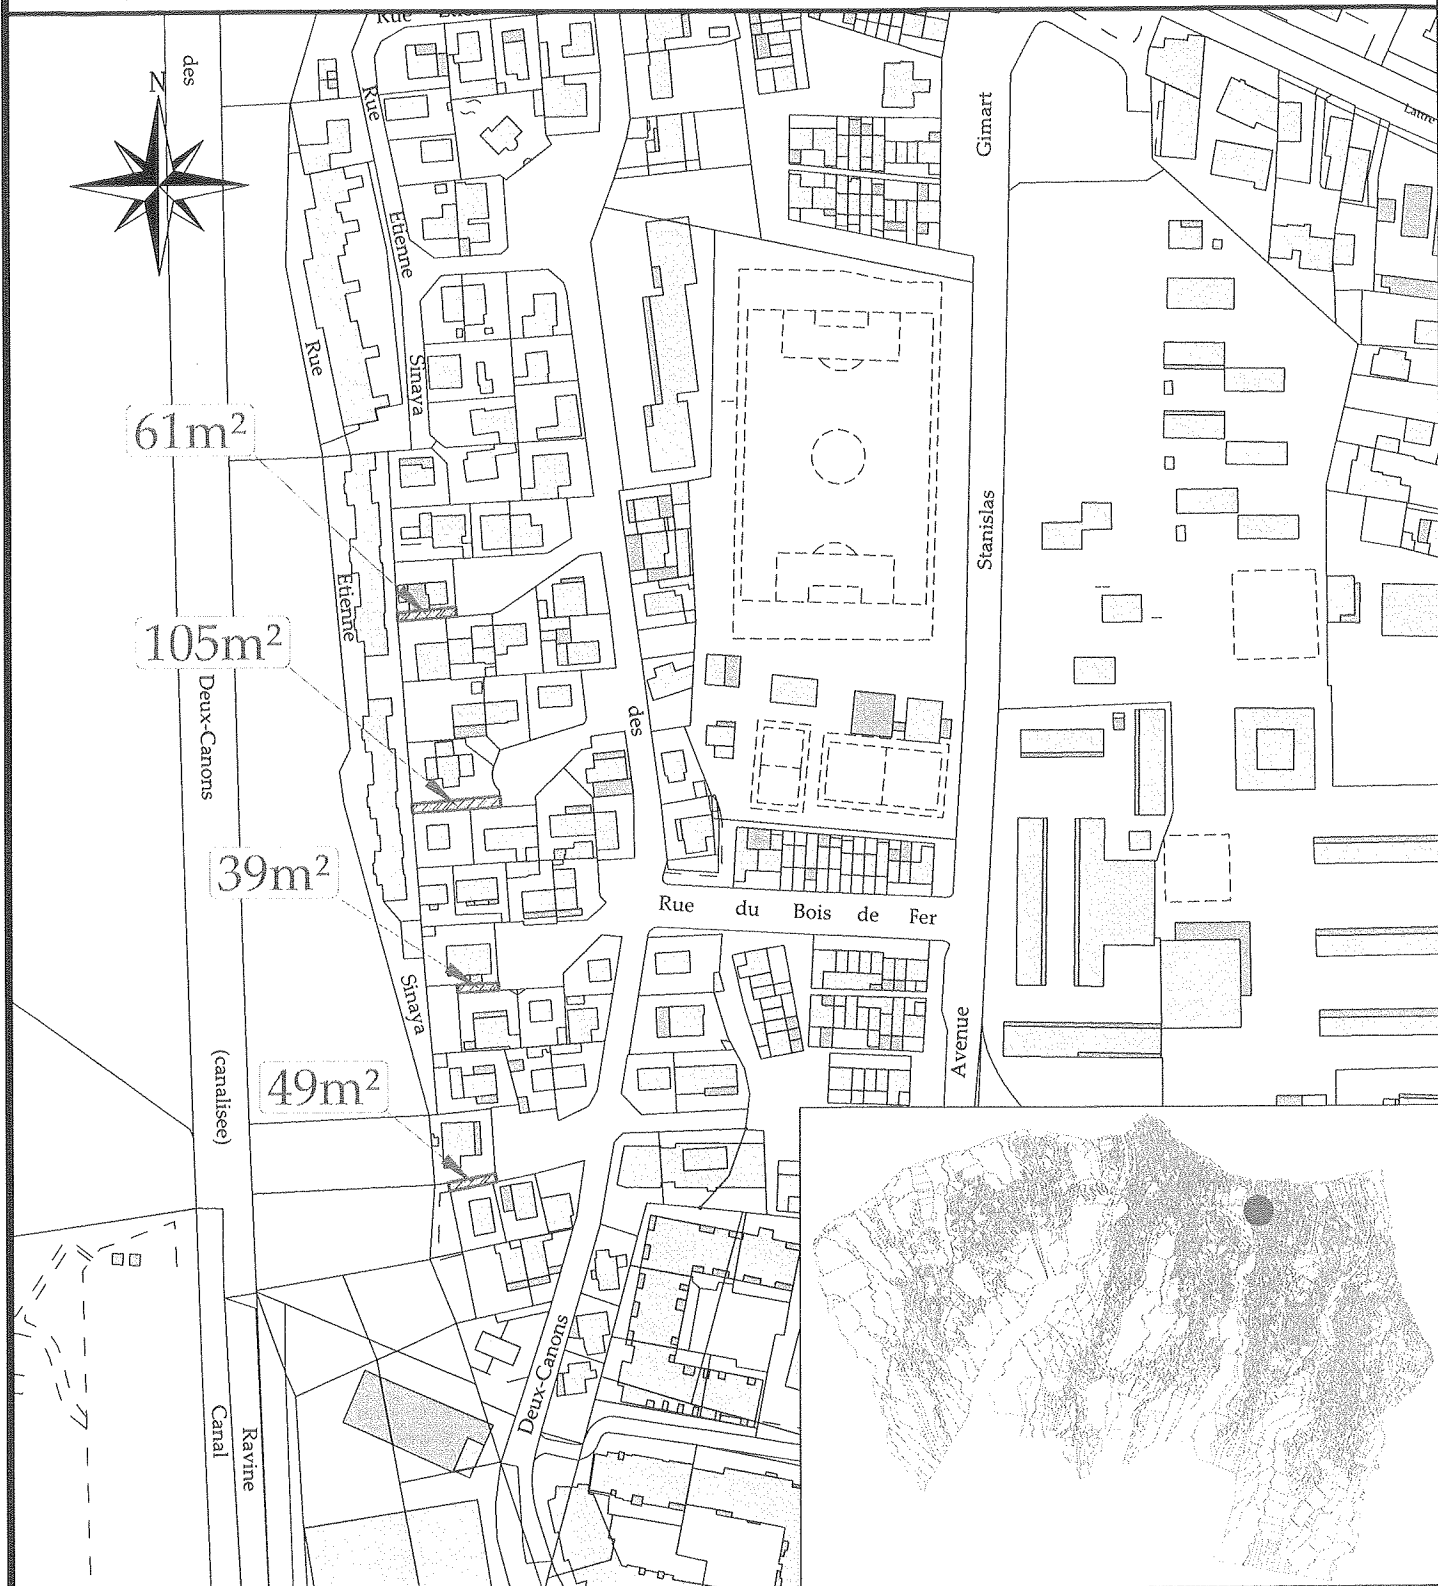 Rue
des
N
Rue
Gimart
Lattre
Etienne
Rue
Sinaya
61m²
Stanislas
Etienne
105m²
Deux-Canons
des
39m²
Rue du Bois de Fer
Sinaya
Avenue
(canalisee)
49m²
Deux-Canons
Canal
Ravine